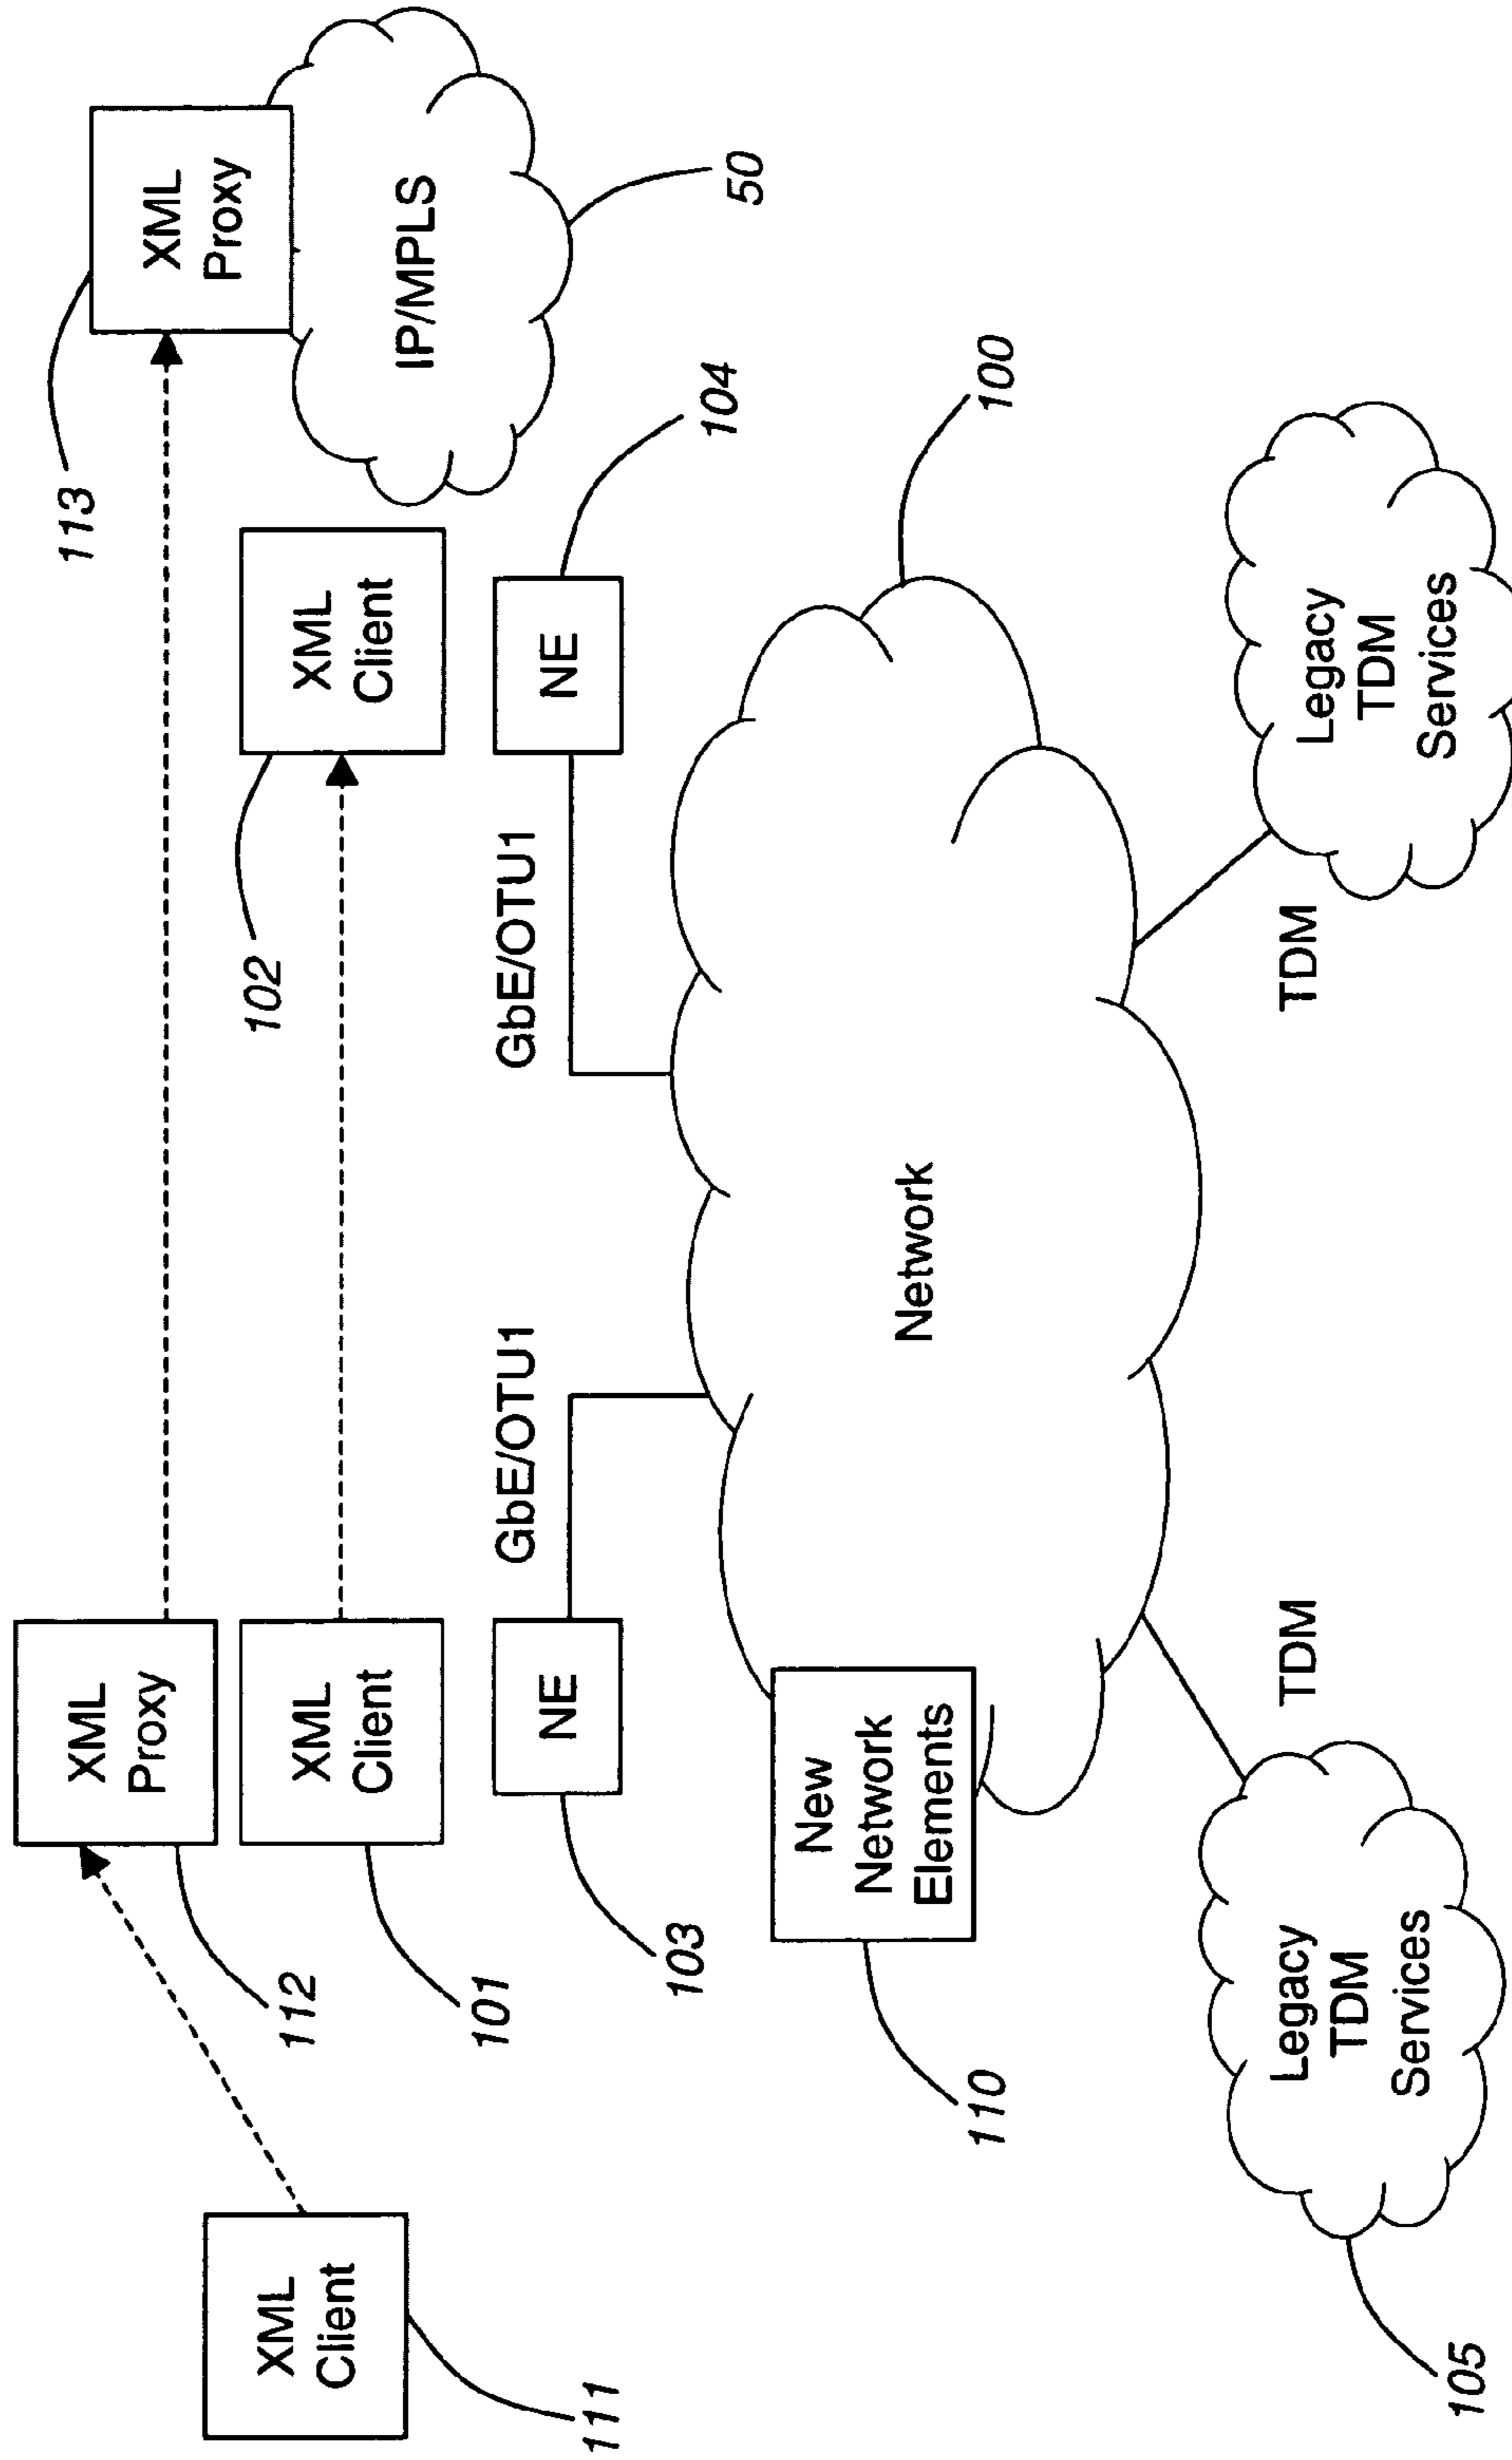 XML
Client
111
XML
Proxy
112
XML
Client
101
XML
Proxy
113
IP/MPLS
50
XML
Client
102
NE
103
GbE/OTU1
GbE/OTU1
NE
104
New
Network
Elements
110
Network
100
Legacy
TDM
Services
105
TDM
TDM
Legacy
TDM
Services